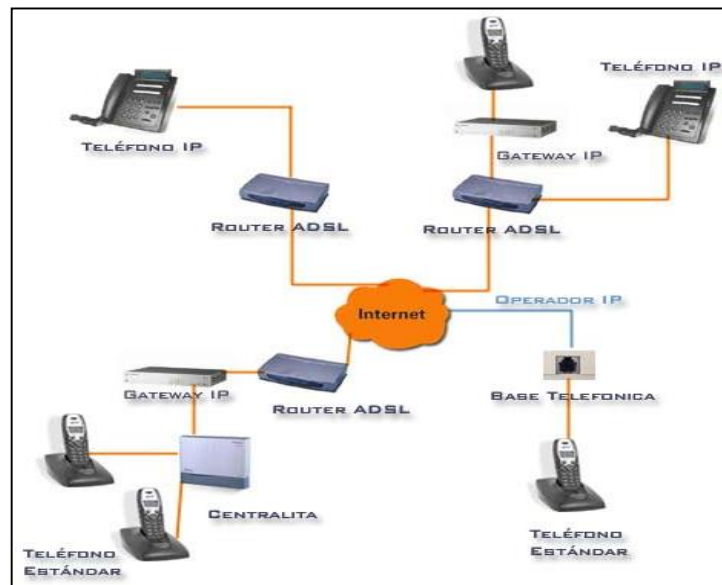 TELÉFONO IP
TELÉFONO IP
GATEWAY IP
ROUTER ADSL
ROUTER ADSL
OPERADOR IP
Internet
GATEWAY IP
ROUTER ADSL
BASE TELEFONICA
CENTRALITA
TELÉFONO
ESTÁNDAR
TELÉFONO
ESTÁNDAR